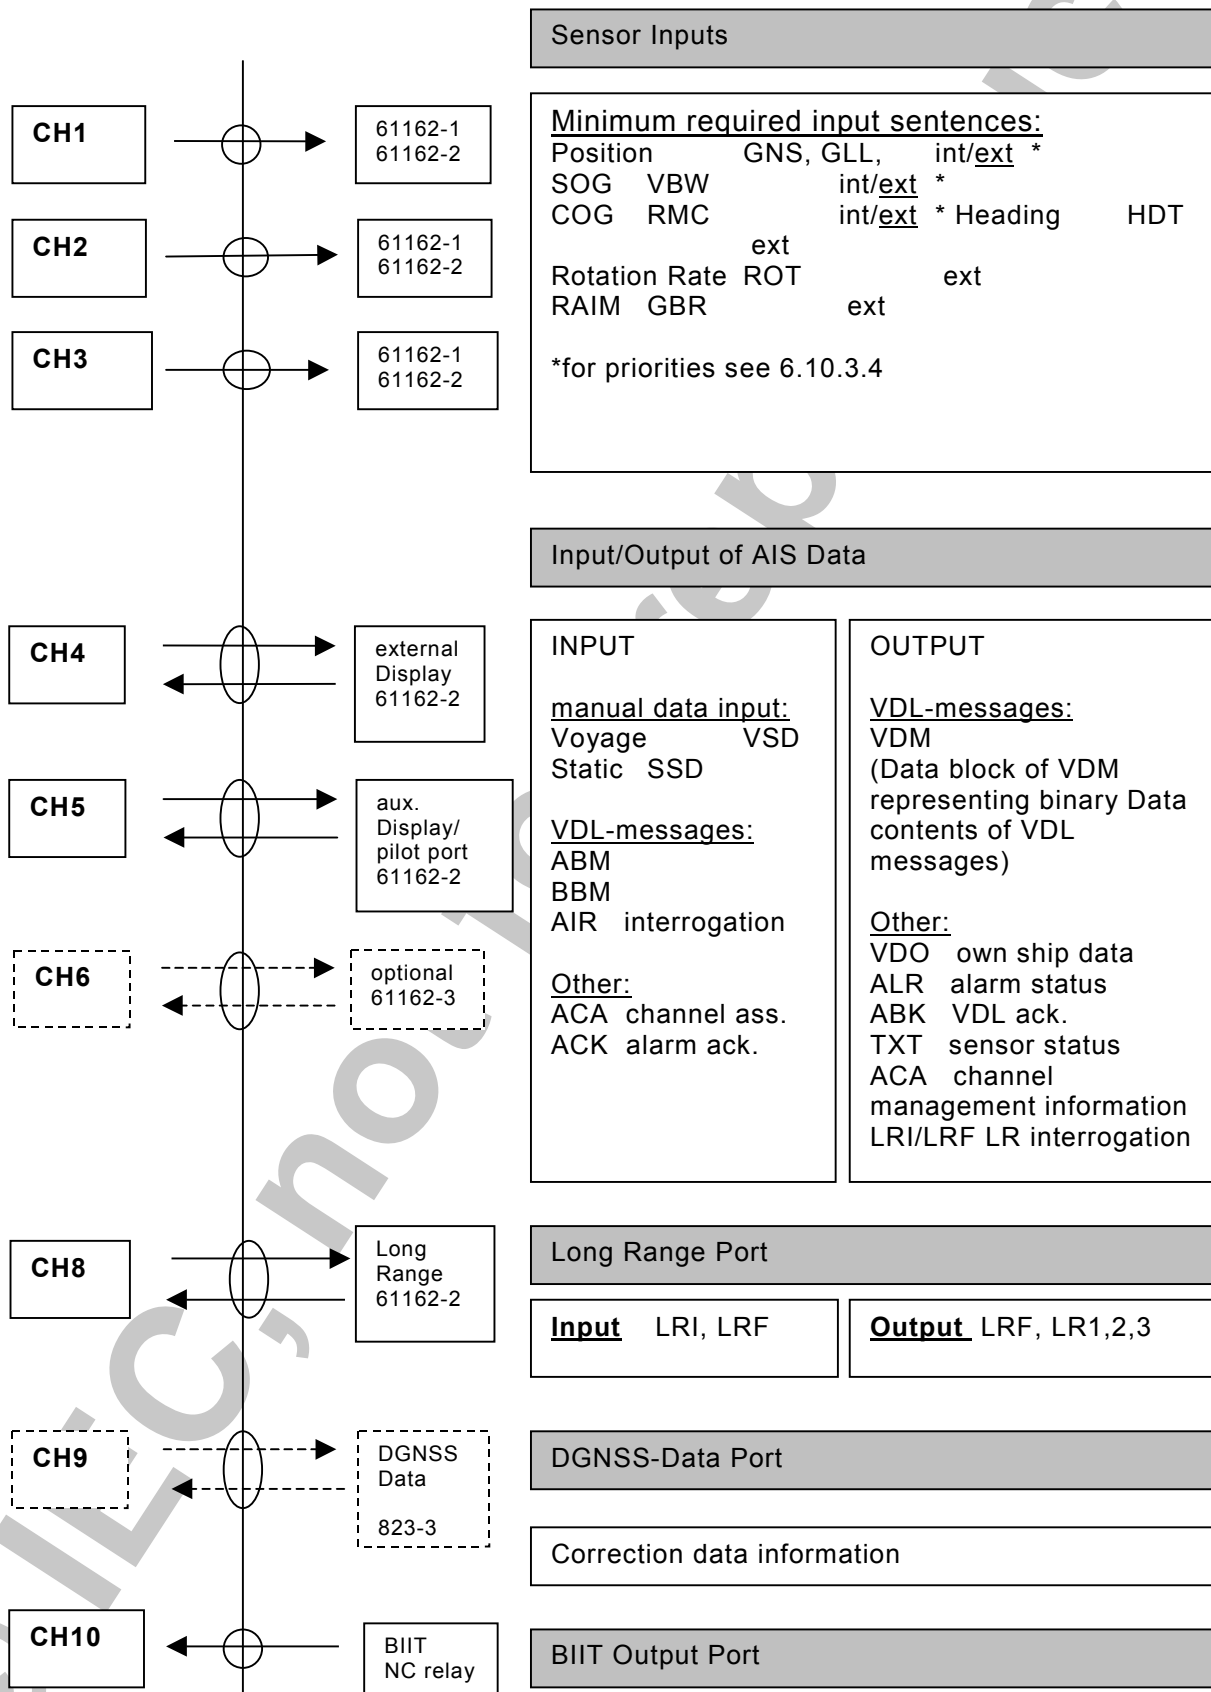 Sensor Inputs
CH1
61162-1
61162-2
CH2
61162-1
61162-2
CH3
61162-1
61162-2
Minimum required input sentences:
Position GNS, GLL, int/ext *
SOG VBW int/ext *
COG RMC int/ext * Heading HDT
ext
Rotation Rate ROT ext
RAIM GBR ext
*for priorities see 6.10.3.4
Input/Output of AIS Data
CH4
external
Display
61162-2
CH5
aux.
Display/
pilot port
61162-2
CH6
optional
61162-3
INPUT
manual data input:
Voyage VSD
Static SSD
VDL-messages:
ABM
BBM
AIR interrogation
Other:
ACA channel ass.
ACK alarm ack.
OUTPUT
VDL-messages:
VDM
(Data block of VDM
representing binary Data
contents of VDL
messages)
Other:
VDO own ship data
ALR alarm status
ABK VDL ack.
TXT sensor status
ACA channel
management information
LRI/LRF LR interrogation
CH8
Long
Range
61162-2
Long Range Port
Input LRI, LRF
Output LRF, LR1,2,3
CH9
DGNSS
Data
823-3
DGNSS-Data Port
Correction data information
CH10
BIIT
NC relay
BIIT Output Port
IEC, not